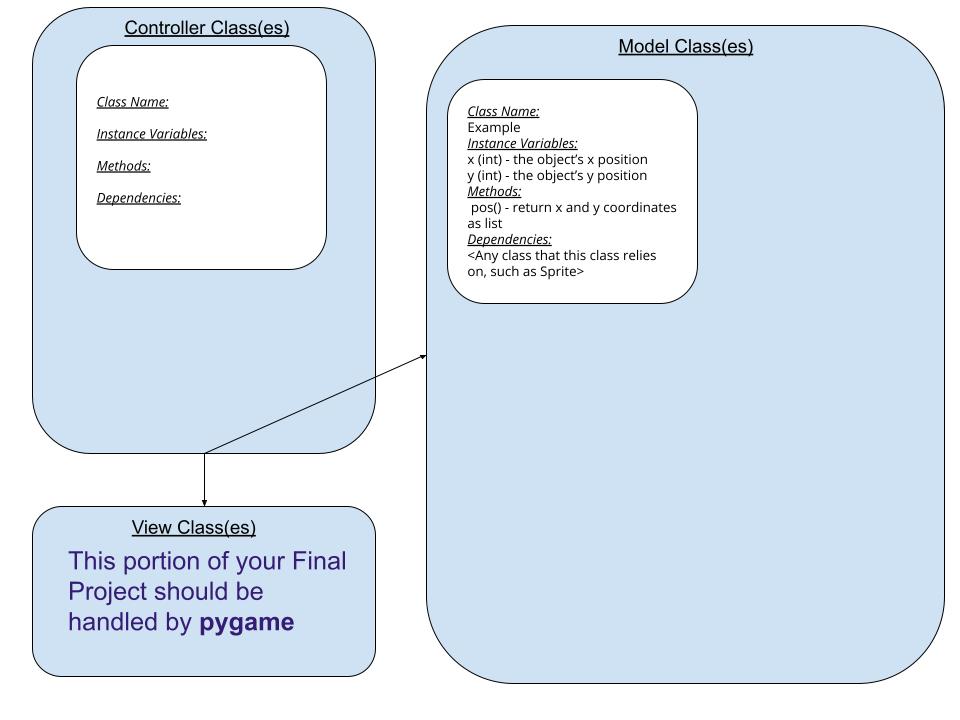 Controller Class(es)
Class Name:
Instance Variables:
Methods:
Dependencies:
Model Class(es)
Class Name:
Example
Instance Variables:
x (int) - the object’s x position
y (int) - the object’s y position
Methods:
pos() - return x and y coordinates
as list
Dependencies:
<Any class that this class relies
on, such as Sprite>
View Class(es)
This portion of your Final
Project should be
handled by pygame